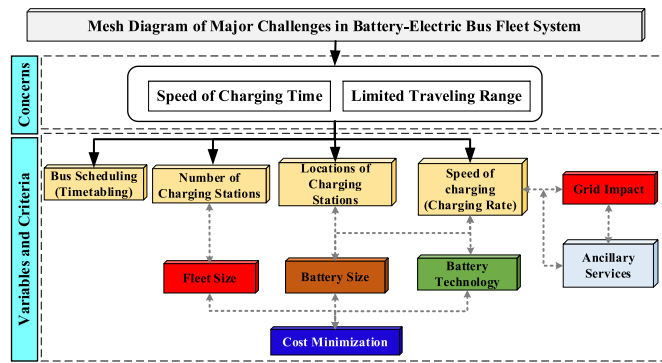 Mesh Diagram of Major Challenges in Battery-Electric Bus Fleet System
Concerns
Speed of Charging Time
Limited Traveling Range
Variables and Criteria
Bus Scheduling
(Timetabling)
Number of
Charging Stations
Locations of
Charging
Stations
Speed of
charging
(Charging Rate)
Grid Impact
Fleet Size
Battery Size
Battery
Technology
Ancillary
Services
Cost Minimization